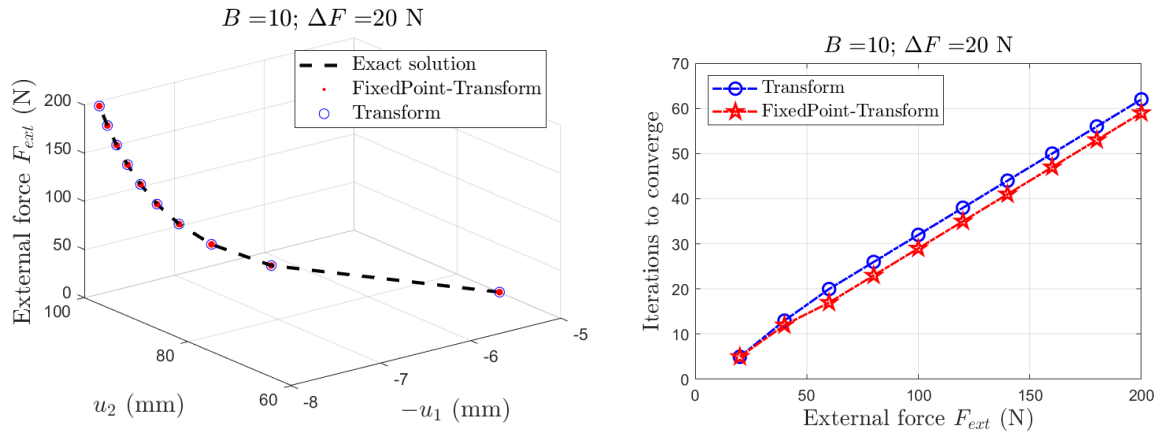 B =10; ΔF =20 N
Exact solution
FixedPoint-Transform
Transform
External force F_ext (N)
200
150
100
50
0
100
80
60
-8
-7
-6
-5
u_2 (mm)
−u_1 (mm)
B =10; ΔF =20 N
Transform
FixedPoint-Transform
Iterations to converge
70
60
50
40
30
20
10
0
0
50
100
150
200
External force F_ext (N)